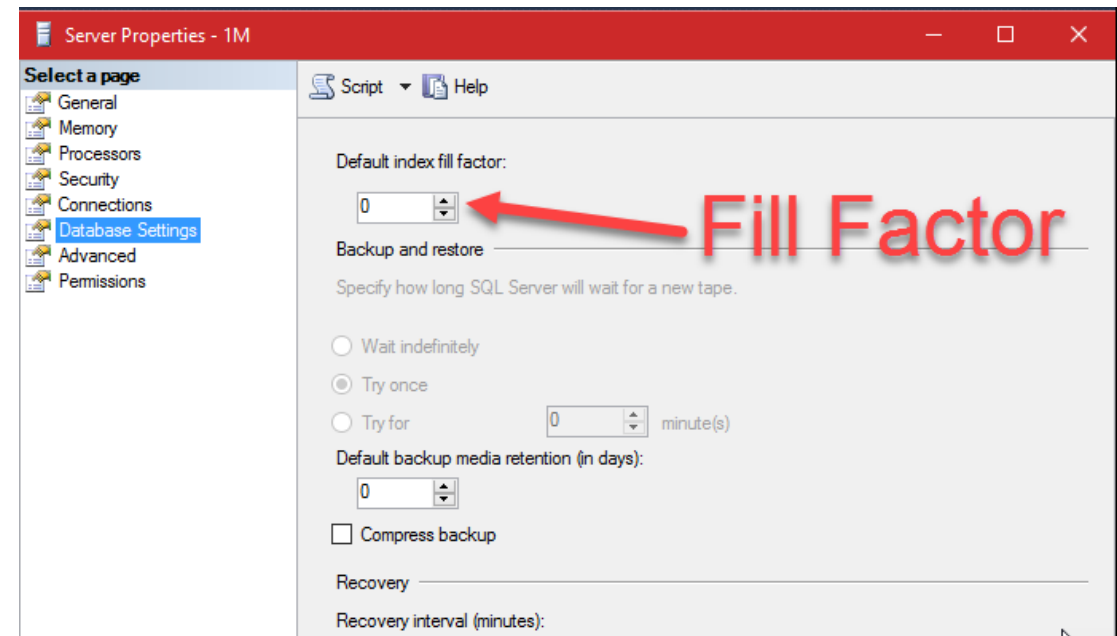 Server Properties - 1M
Select a page
General
Memory
Processors
Security
Connections
Database Settings
Advanced
Permissions
Script
Help
Default index fill factor:
0
Fill Factor
Backup and restore
Specify how long SQL Server will wait for a new tape.
Wait indefinitely
Try once
Try for 0 minute(s)
Default backup media retention (in days):
0
Compress backup
Recovery
Recovery interval (minutes):